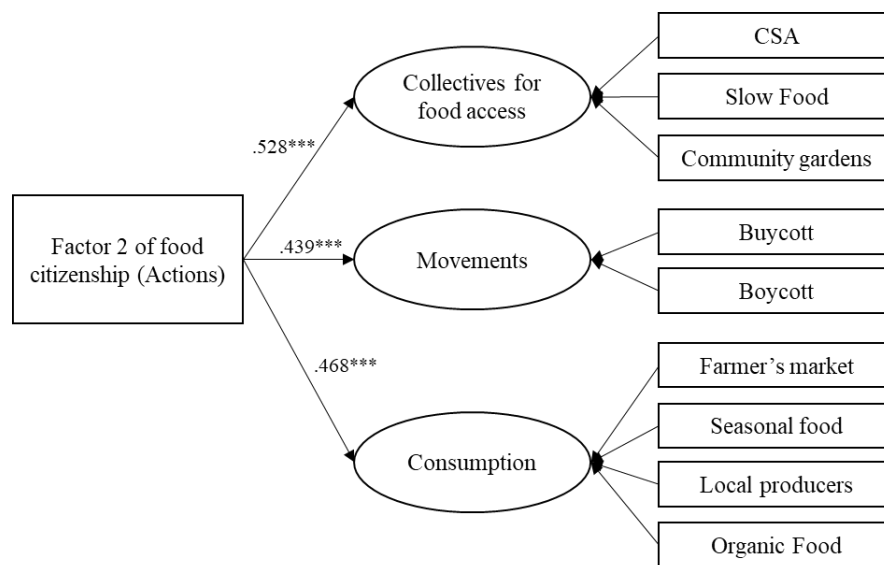 CSA
Collectives for
food access
Slow Food
.528***
Community gardens
Factor 2 of food
citizenship (Actions)
.439***
Movements
Buycott
Boycott
.468***
Farmer’s market
Seasonal food
Consumption
Local producers
Organic Food